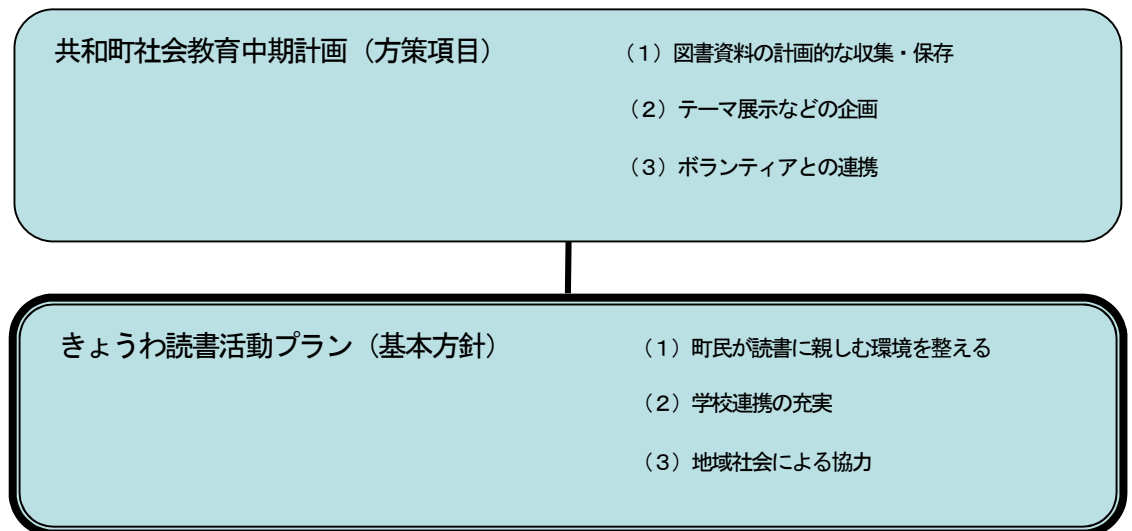 共和町社会教育中期計画（方策項目）
（１）図書資料の計画的な収集・保存
（２）テーマ展示などの企画
（３）ボランティアとの連携
きょうわ読書活動プラン（基本方針）
（１）町民が読書に親しむ環境を整える
（２）学校連携の充実
（３）地域社会による協力